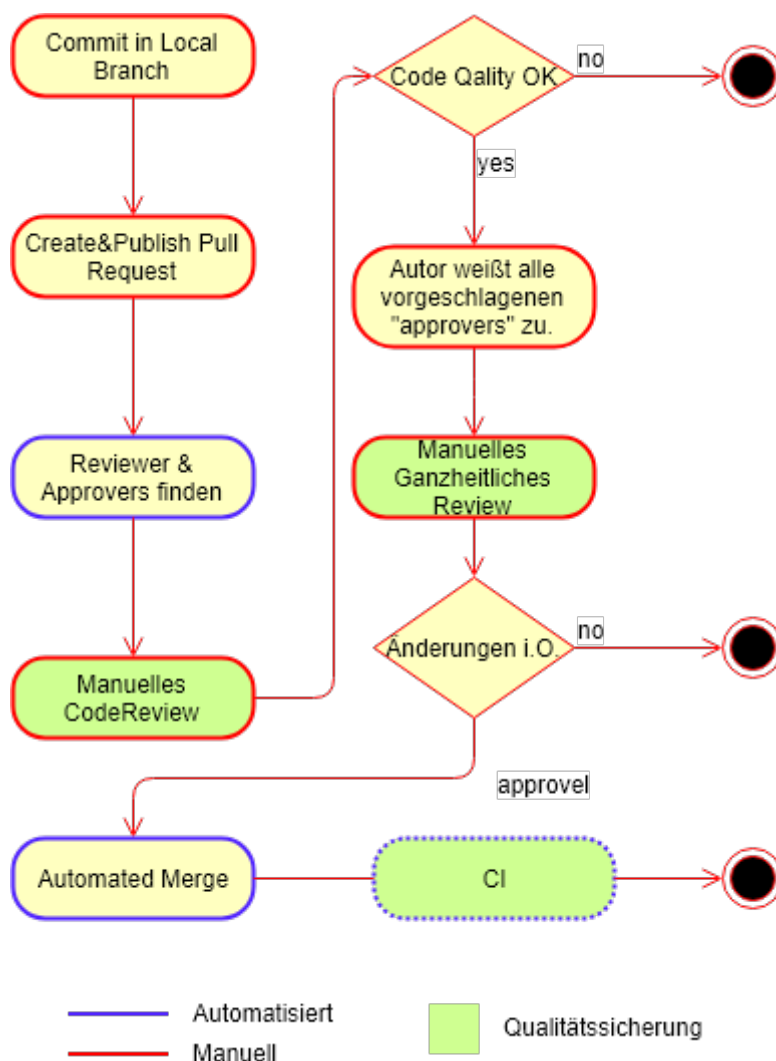 Commit in Local
Branch
Create&Publish Pull
Request
Reviewer &
Approvers finden
Manuelles
CodeReview
Code Qality OK
no
yes
Autor weißt alle
vorgeschlagenen
"approvers" zu.
Manuelles
Ganzheitliches
Review
Änderungen i.O.
no
approvel
Automated Merge
CI
Automatisiert
Manuell
Qualitätssicherung